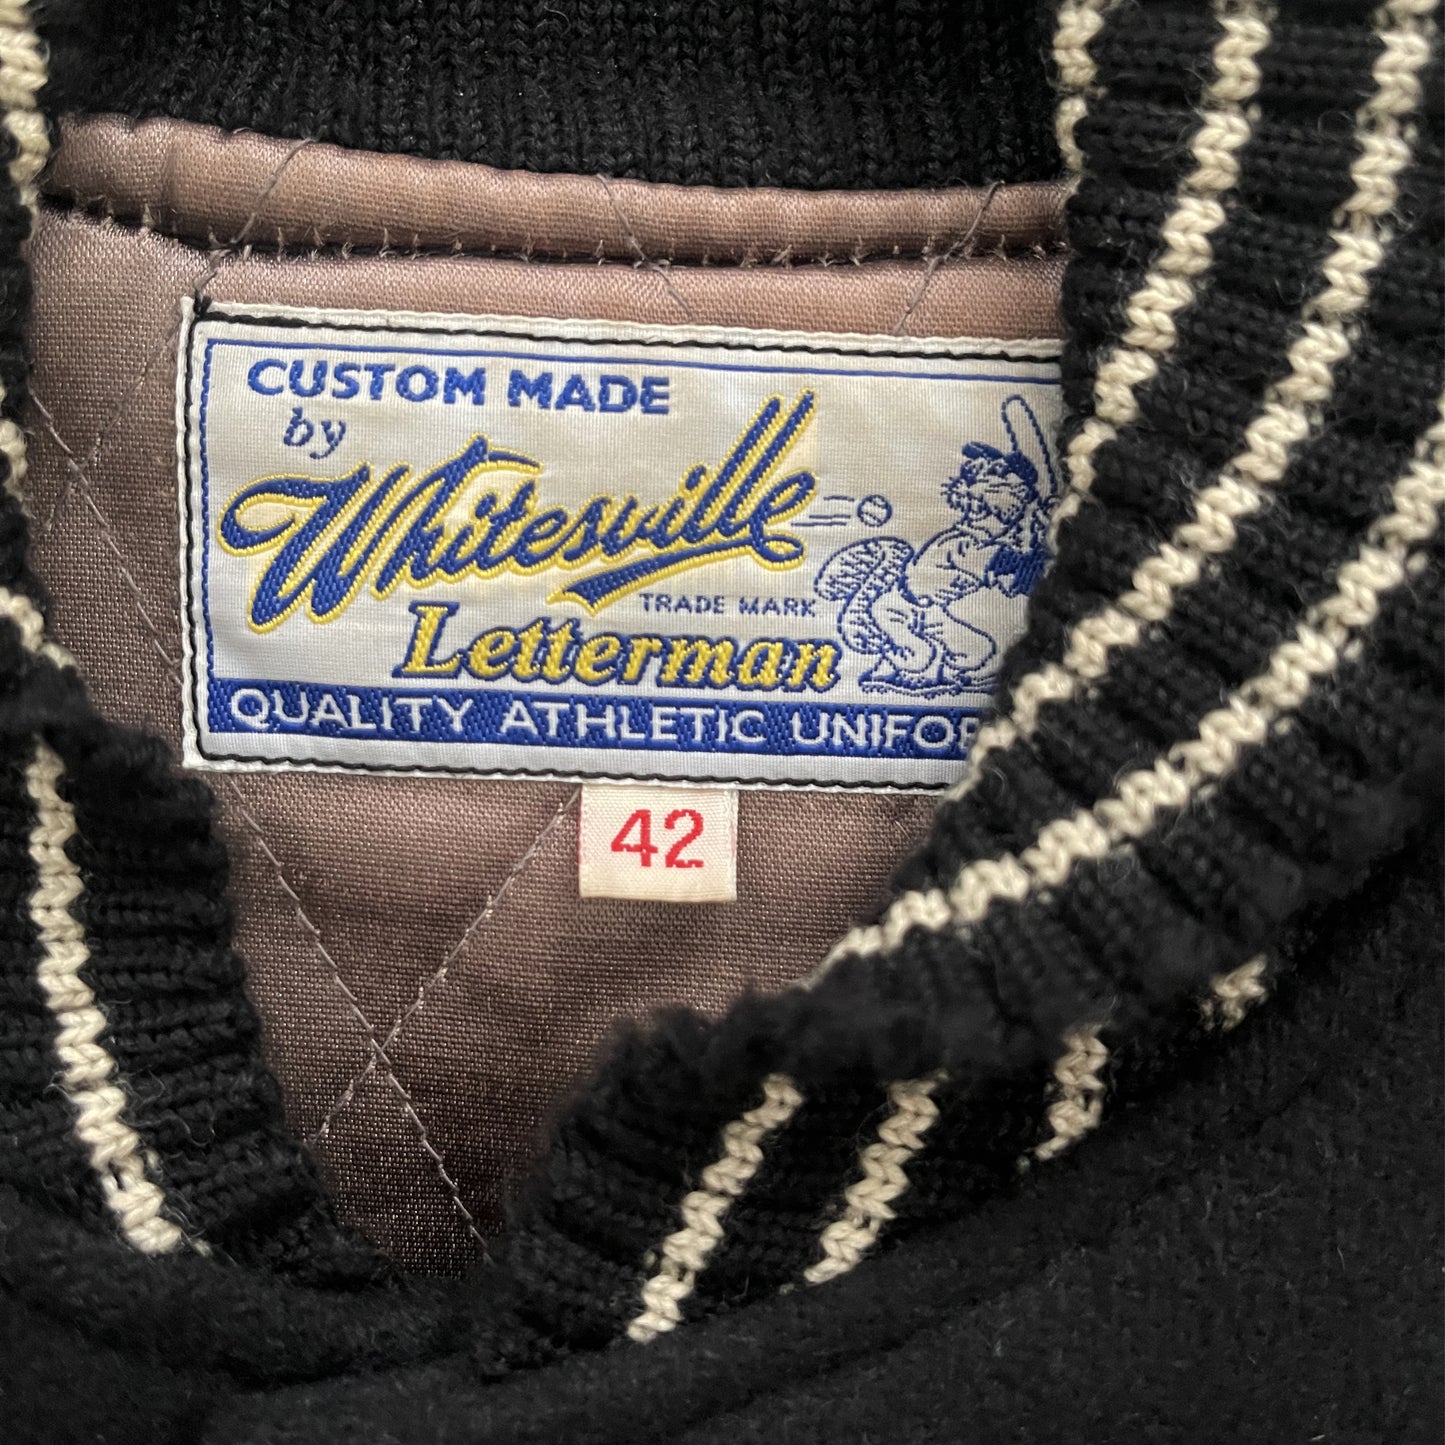 CUSTOM MADE
by
Whitesville
TRADE MARK
Letterman
QUALITY ATHLETIC
42